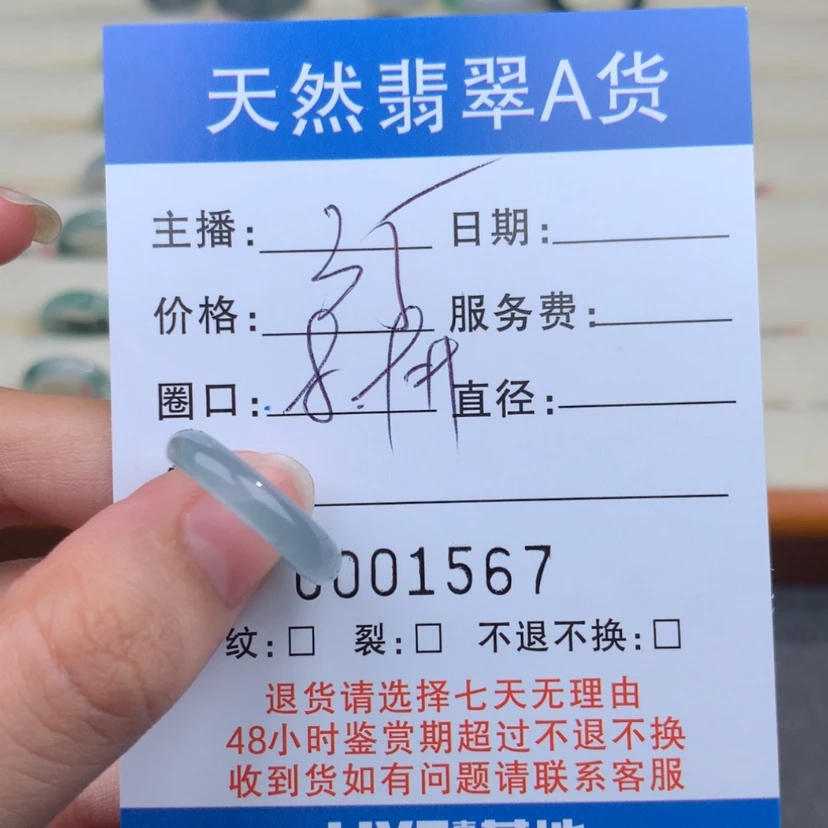 天然翡翠A货
主播: 日期:
价格: 服务费:
圈口: 直径:
0001567
纹:□ 裂:□ 不退不换:□
退货请选择七天无理由
48小时鉴赏期超过不退不换
收到货如有问题请联系客服